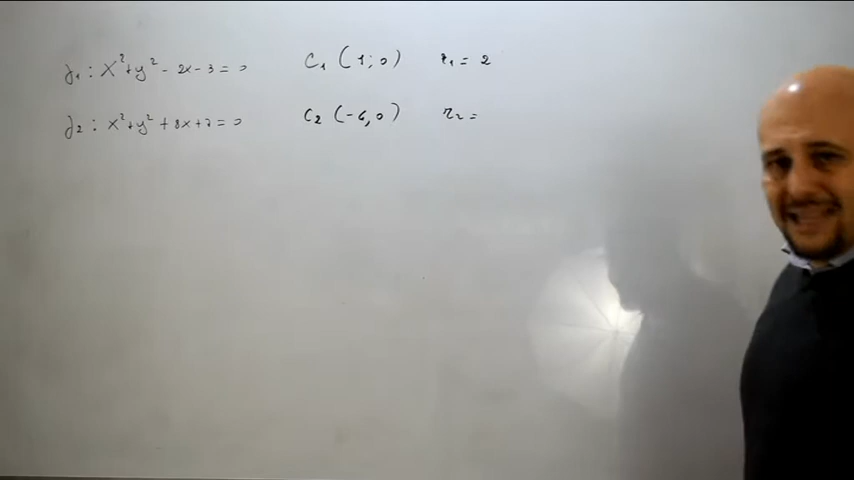 γ₁ : x² + y² - 2x - 3 = 0 C₁ (1; 0) r₁ = 2
γ₂ : x² + y² + 8x + 7 = 0 C₂ (-4, 0) r₂ =